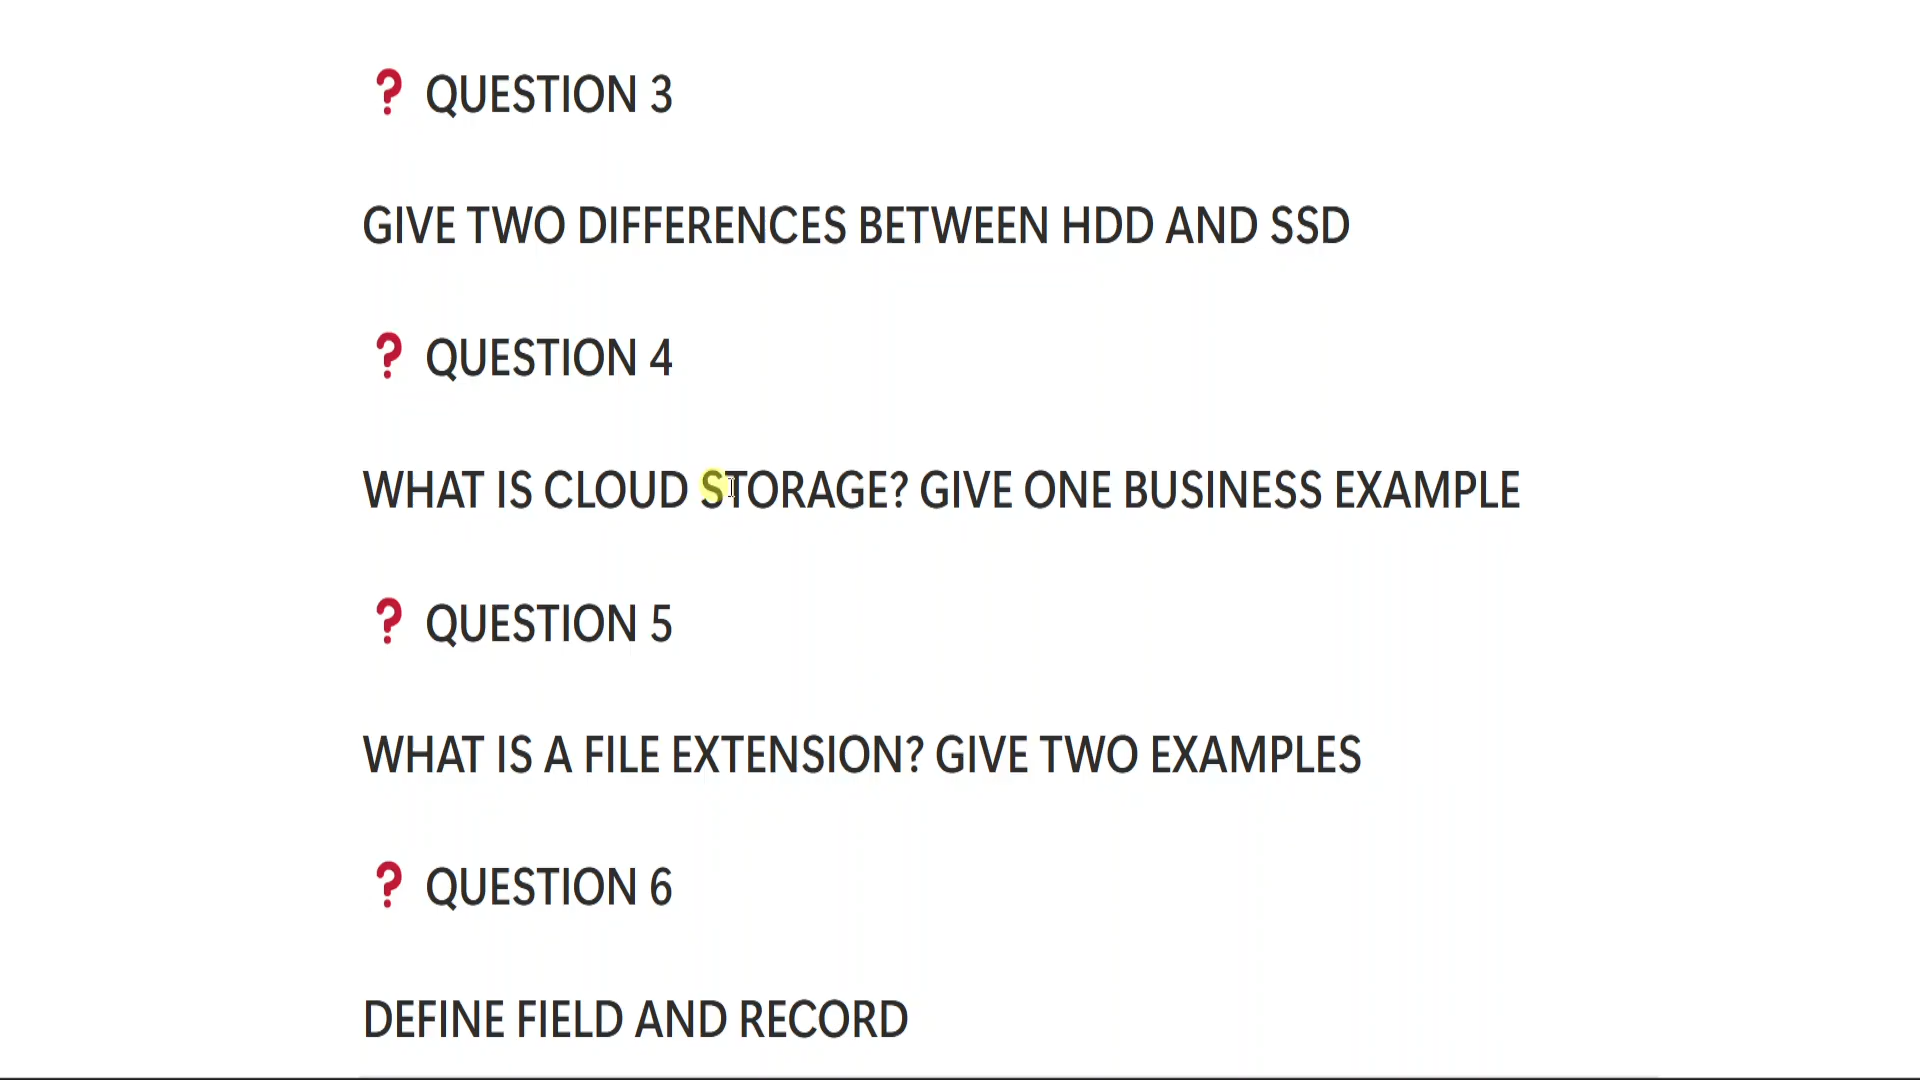 ❓ QUESTION 3
GIVE TWO DIFFERENCES BETWEEN HDD AND SSD
❓ QUESTION 4
WHAT IS CLOUD STORAGE? GIVE ONE BUSINESS EXAMPLE
❓ QUESTION 5
WHAT IS A FILE EXTENSION? GIVE TWO EXAMPLES
❓ QUESTION 6
DEFINE FIELD AND RECORD